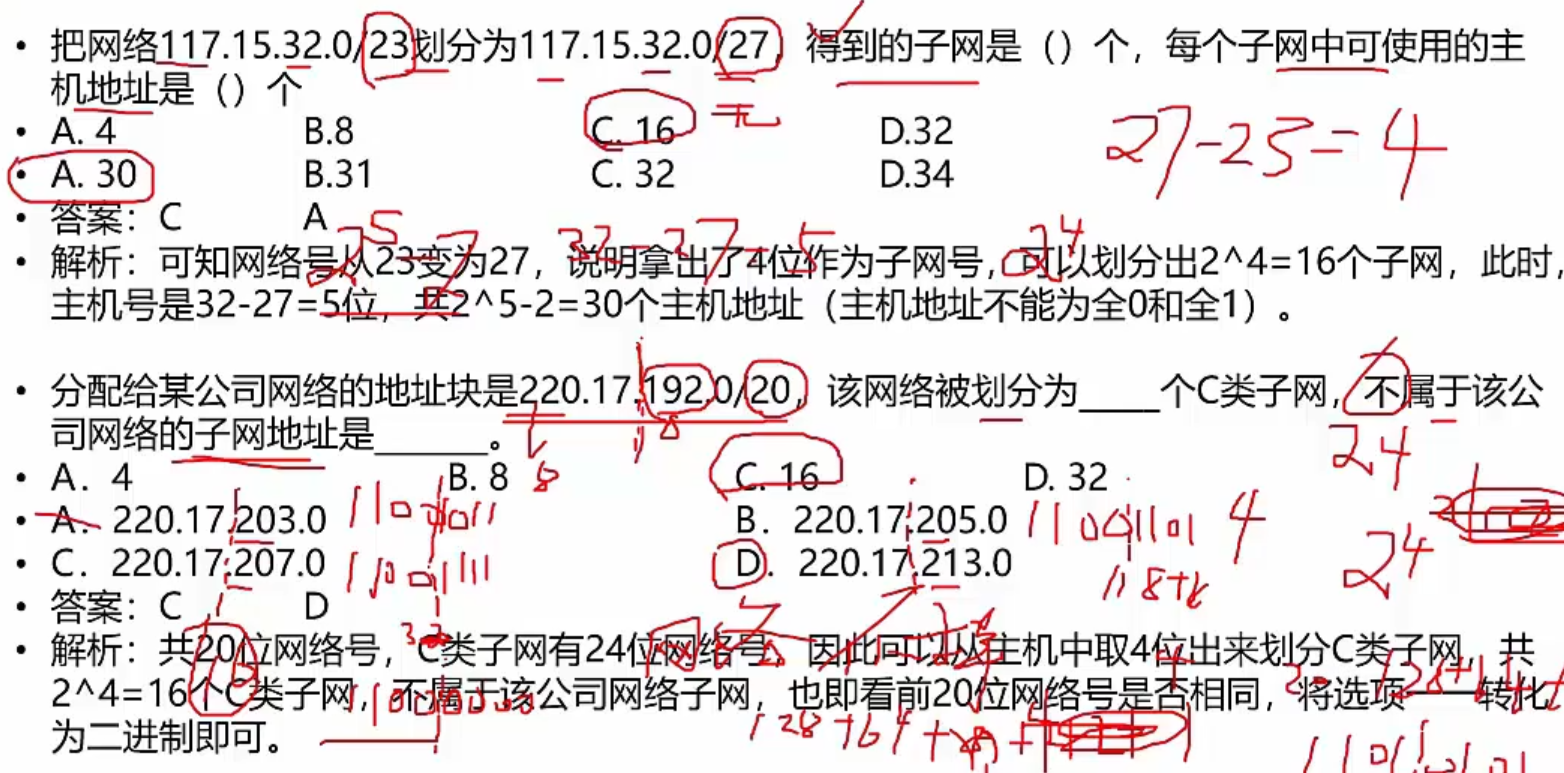 • 把网络117.15.32.0/23划分为117.15.32.0/27，得到的子网是（）个，每个子网中可使用的主
机地址是（）个
• A. 4 B.8 C. 16 D.32
27-23=4
• A. 30 B.31 C. 32 D.34
• 答案：C A
2^5-2 32-27=5 2^4
• 解析：可知网络号从23变为27，说明拿出了4位作为子网号，可以划分出2^4=16个子网，此时，
主机号是32-27=5位，共2^5-2=30个主机地址（主机地址不能为全0和全1）。
• 分配给某公司网络的地址块是220.17.192.0/20，该网络被划分为____个C类子网，不属于该公
司网络的子网地址是______。
8 8 24
• A．4 B. 8 C. 16 D. 32
• A．220.17.203.0 11001011 B．220.17.205.0 11001101 4
• C．220.17.207.0 11001111 D．220.17.213.0 2^4
• 答案：C D
• 解析：共20位网络号，C类子网有24位网络号，因此可以从主机中取4位出来划分C类子网，共
2^4=16个C类子网，不属于该公司网络子网，也即看前20位网络号是否相同，将选项____转化
为二进制即可。